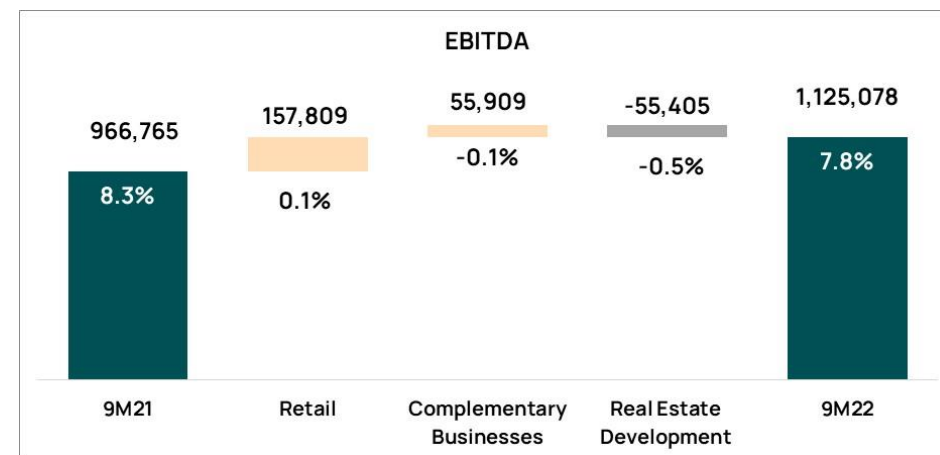 EBITDA
966,765
157,809
55,909
-55,405
1,125,078
8.3%
0.1%
-0.1%
-0.5%
7.8%
9M21
Retail
Complementary
Businesses
Real Estate
Development
9M22